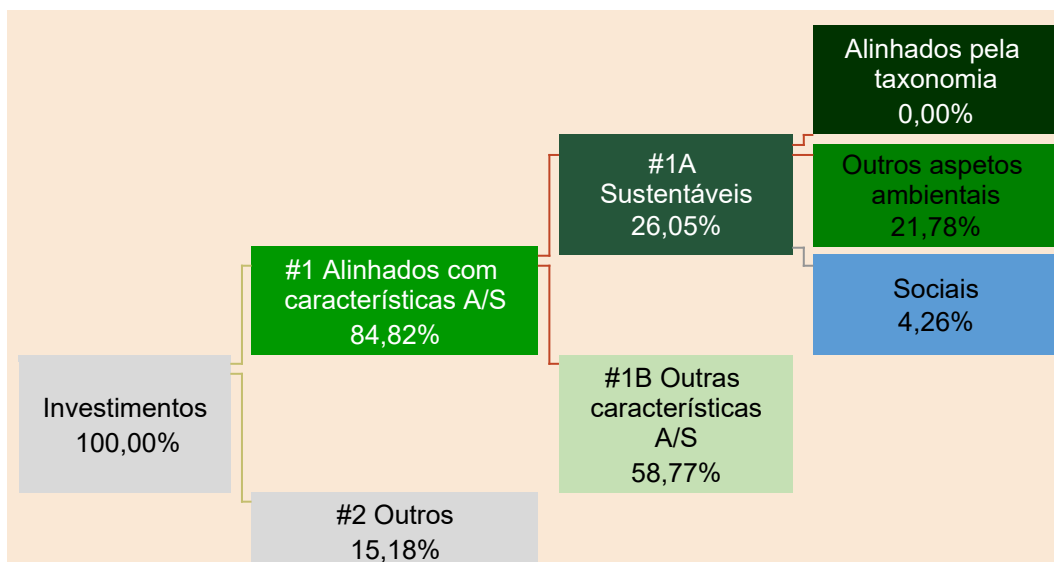 Alinhados pela
taxonomia
0,00%
#1A
Sustentáveis
26,05%
Outros aspetos
ambientais
21,78%
#1 Alinhados com
características A/S
84,82%
Sociais
4,26%
Investimentos
100,00%
#1B Outras
características
A/S
58,77%
#2 Outros
15,18%